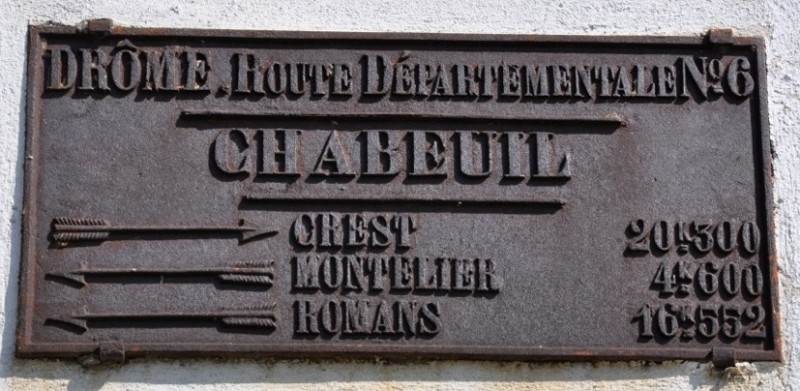 DRÔME. ROUTE DÉPARTEMENTALE Nº 6
CHABEUIL
CREST 20k300
MONTELIER 4k600
ROMANS 16k552